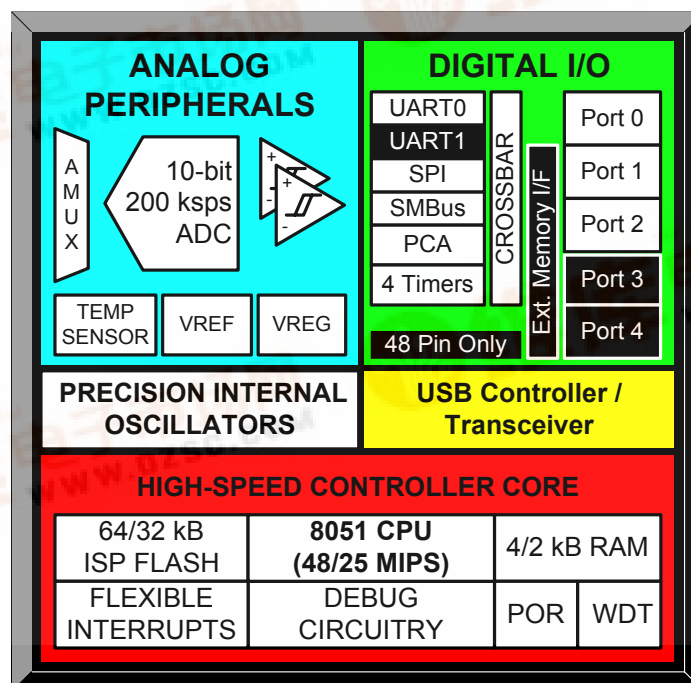 ANALOG
PERIPHERALS
A
M
U
X
10-bit
200 ksps
ADC
+
-
+
-
TEMP
SENSOR
VREF
VREG
DIGITAL I/O
UART0
UART1
SPI
SMBus
PCA
4 Timers
CROSSBAR
Ext. Memory I/F
Port 0
Port 1
Port 2
Port 3
Port 4
48 Pin Only
PRECISION INTERNAL
OSCILLATORS
USB Controller /
Transceiver
HIGH-SPEED CONTROLLER CORE
64/32 kB
ISP FLASH
8051 CPU
(48/25 MIPS)
4/2 kB RAM
FLEXIBLE
INTERRUPTS
DEBUG
CIRCUITRY
POR
WDT
WWW.DZSC.COM